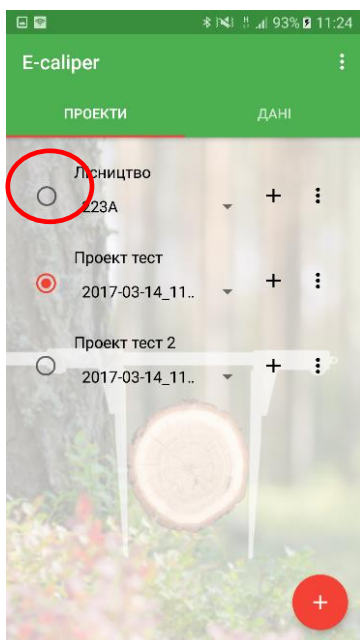 93% 11:24
E-caliper
ПРОЕКТИ ДАНІ
Лісництво
223А
Проект тест
2017-03-14_11..
Проект тест 2
2017-03-14_11..